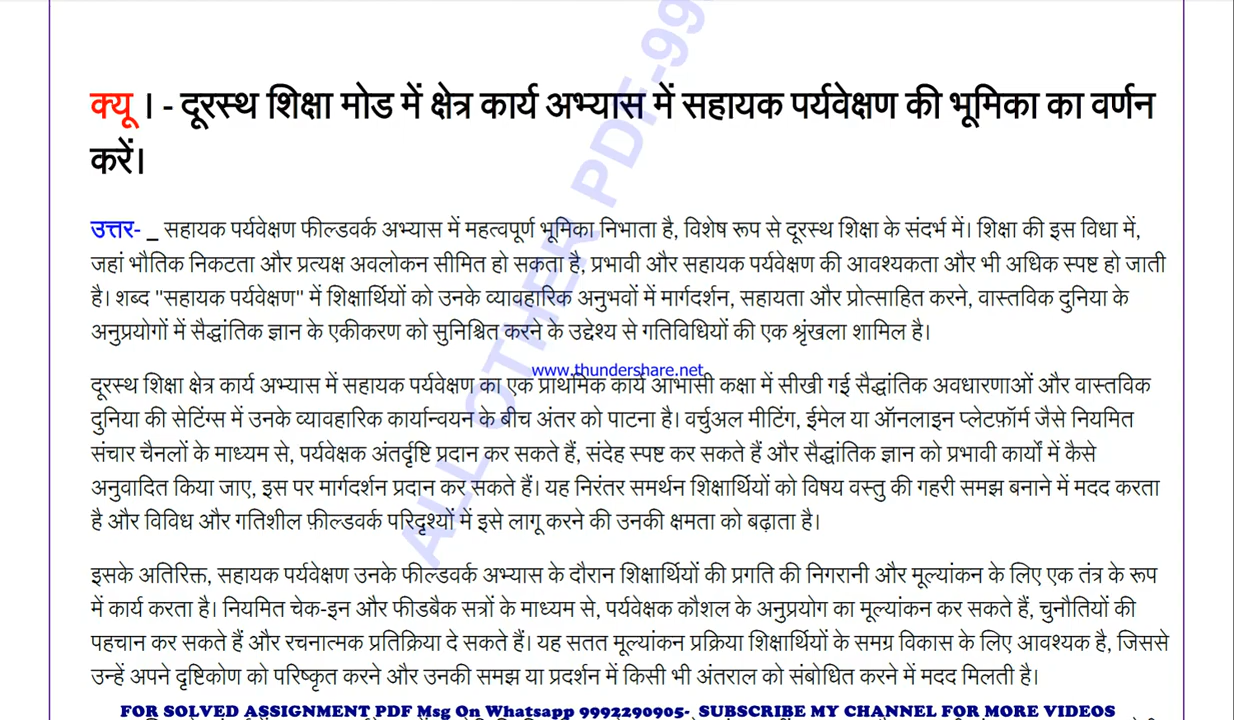 क्यू । - दूरस्थ शिक्षा मोड में क्षेत्र कार्य अभ्यास में सहायक पर्यवेक्षण की भूमिका का वर्णन
करें।
उत्तर- _ सहायक पर्यवेक्षण फील्डवर्क अभ्यास में महत्वपूर्ण भूमिका निभाता है, विशेष रूप से दूरस्थ शिक्षा के संदर्भ में। शिक्षा की इस विधा में,
जहां भौतिक निकटता और प्रत्यक्ष अवलोकन सीमित हो सकता है, प्रभावी और सहायक पर्यवेक्षण की आवश्यकता और भी अधिक स्पष्ट हो जाती
है। शब्द "सहायक पर्यवेक्षण" में शिक्षार्थियों को उनके व्यावहारिक अनुभवों में मार्गदर्शन, सहायता और प्रोत्साहित करने, वास्तविक दुनिया के
अनुप्रयोगों में सैद्धांतिक ज्ञान के एकीकरण को सुनिश्चित करने के उद्देश्य से गतिविधियों की एक श्रृंखला शामिल है।
www.thundershare.net
दूरस्थ शिक्षा क्षेत्र कार्य अभ्यास में सहायक पर्यवेक्षण का एक प्राथमिक कार्य आभासी कक्षा में सीखी गई सैद्धांतिक अवधारणाओं और वास्तविक
दुनिया की सेटिंग्स में उनके व्यावहारिक कार्यान्वयन के बीच अंतर को पाटना है। वर्चुअल मीटिंग, ईमेल या ऑनलाइन प्लेटफ़ॉर्म जैसे नियमित
संचार चैनलों के माध्यम से, पर्यवेक्षक अंतर्दृष्टि प्रदान कर सकते हैं, संदेह स्पष्ट कर सकते हैं और सैद्धांतिक ज्ञान को प्रभावी कार्यों में कैसे
अनुवादित किया जाए, इस पर मार्गदर्शन प्रदान कर सकते हैं। यह निरंतर समर्थन शिक्षार्थियों को विषय वस्तु की गहरी समझ बनाने में मदद करता
है और विविध और गतिशील फ़ील्डवर्क परिदृश्यों में इसे लागू करने की उनकी क्षमता को बढ़ाता है।
इसके अतिरिक्त, सहायक पर्यवेक्षण उनके फील्डवर्क अभ्यास के दौरान शिक्षार्थियों की प्रगति की निगरानी और मूल्यांकन के लिए एक तंत्र के रूप
में कार्य करता है। नियमित चेक-इन और फीडबैक सत्रों के माध्यम से, पर्यवेक्षक कौशल के अनुप्रयोग का मूल्यांकन कर सकते हैं, चुनौतियों की
पहचान कर सकते हैं और रचनात्मक प्रतिक्रिया दे सकते हैं। यह सतत मूल्यांकन प्रक्रिया शिक्षार्थियों के समग्र विकास के लिए आवश्यक है, जिससे
उन्हें अपने दृष्टिकोण को परिष्कृत करने और उनकी समझ या प्रदर्शन में किसी भी अंतराल को संबोधित करने में मदद मिलती है।
ALL OTHER PDF-99
FOR SOLVED ASSIGNMENT PDF Msg On Whatsapp 9992290905- SUBSCRIBE MY CHANNEL FOR MORE VIDEOS